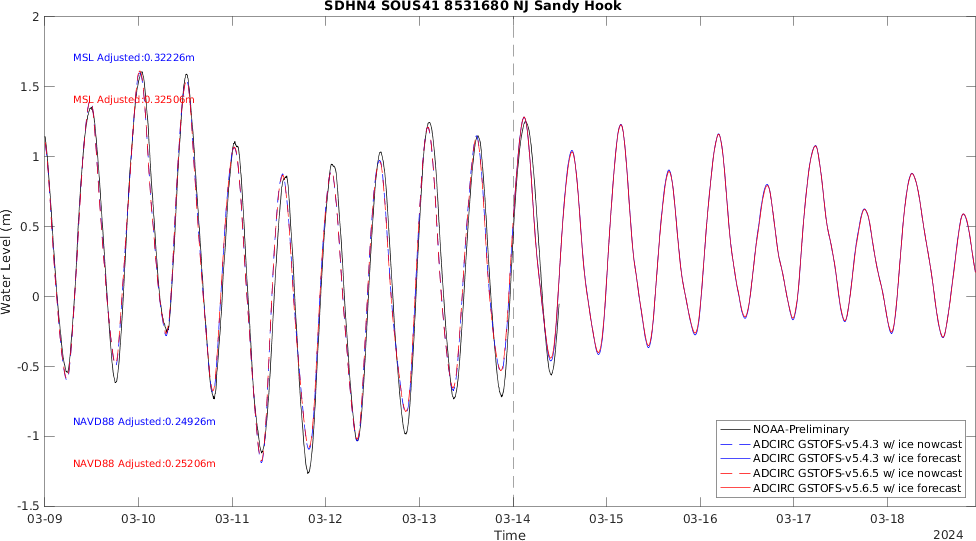 SDHN4 SOUS41 8531680 NJ Sandy Hook
2
1.5
1
0.5
0
-0.5
-1
-1.5
Water Level (m)
MSL Adjusted:0.32226m
MSL Adjusted:0.32506m
NAVD88 Adjusted:0.24926m
NAVD88 Adjusted:0.25206m
NOAA-Preliminary
ADCIRC GSTOFS-v5.4.3 w/ ice nowcast
ADCIRC GSTOFS-v5.4.3 w/ ice forecast
ADCIRC GSTOFS-v5.6.5 w/ ice nowcast
ADCIRC GSTOFS-v5.6.5 w/ ice forecast
03-09 03-10 03-11 03-12 03-13 03-14 03-15 03-16 03-17 03-18
Time
2024